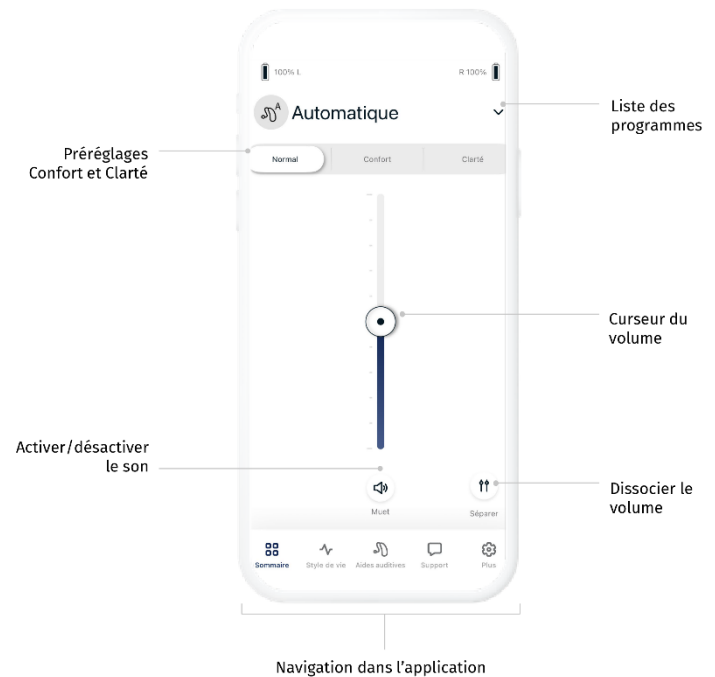 100% L
R 100%
Automatique
Liste des
programmes
Préréglages
Confort et Clarté
Normal
Confort
Clarté
Curseur du
volume
Activer/désactiver
le son
Muet
Séparer
Dissocier le
volume
Sommaire
Style de vie
Aides auditives
Support
Plus
Navigation dans l'application